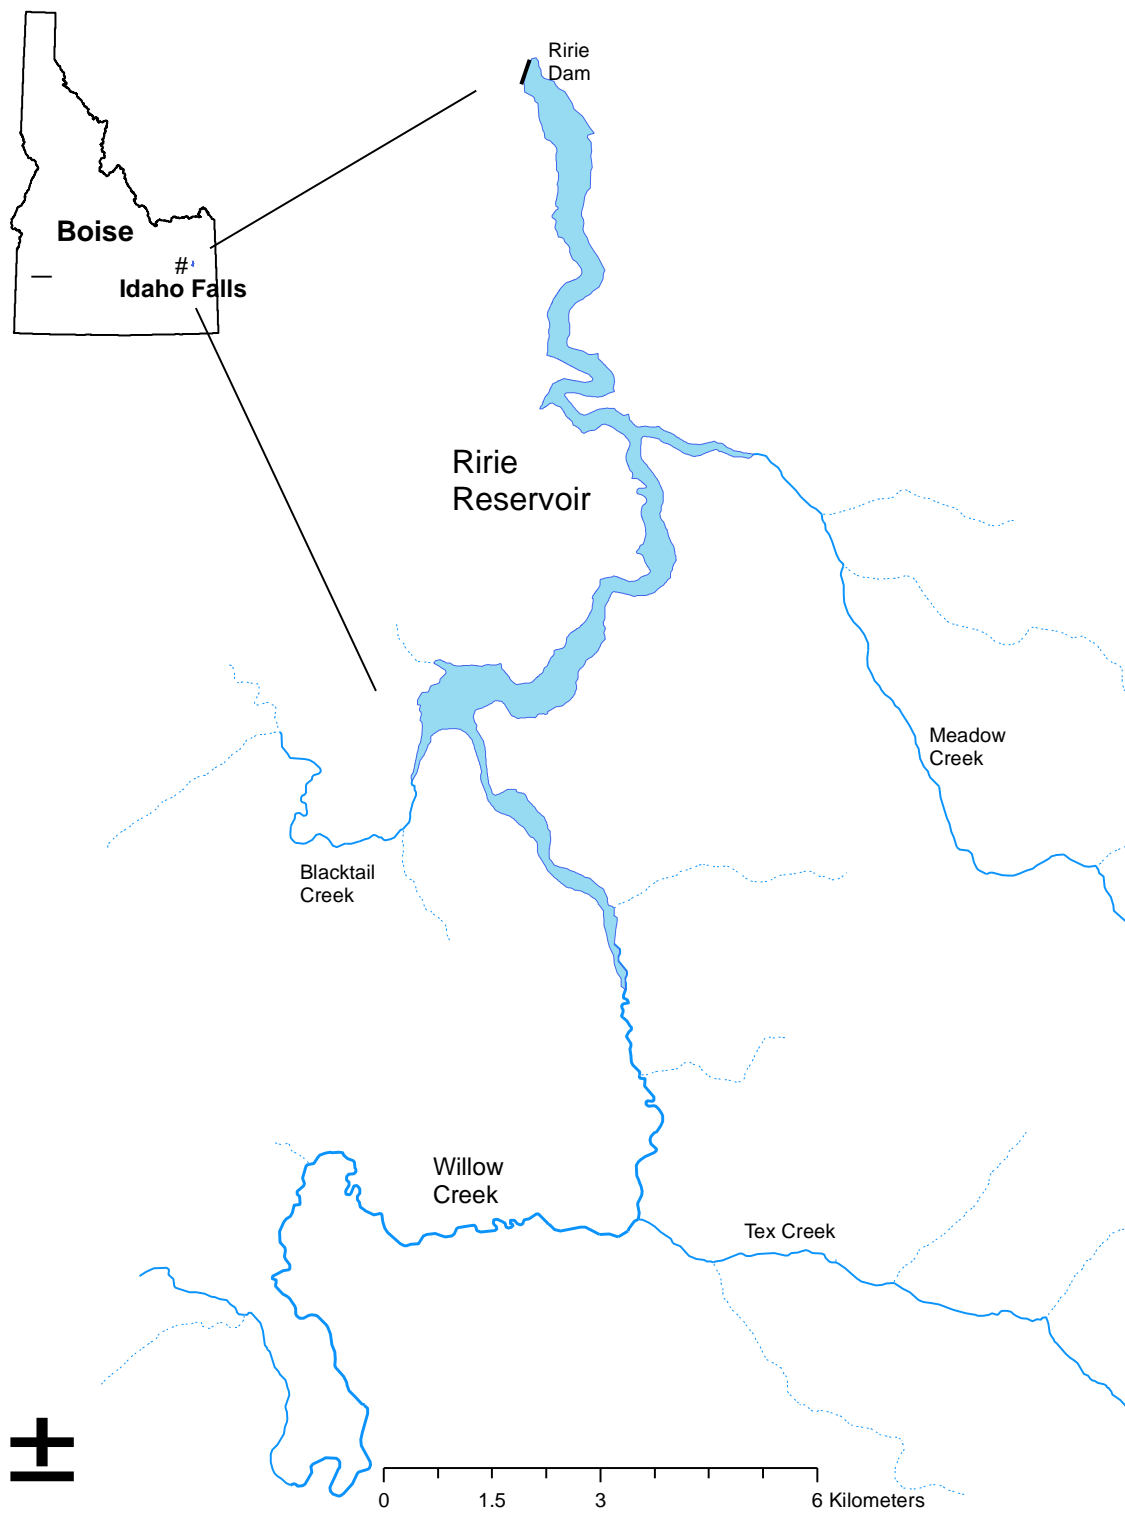 Ririe
Dam
Boise
#
Idaho Falls
Ririe
Reservoir
Meadow
Creek
Blacktail
Creek
Willow
Creek
Tex Creek
±
0 1.5 3 6 Kilometers